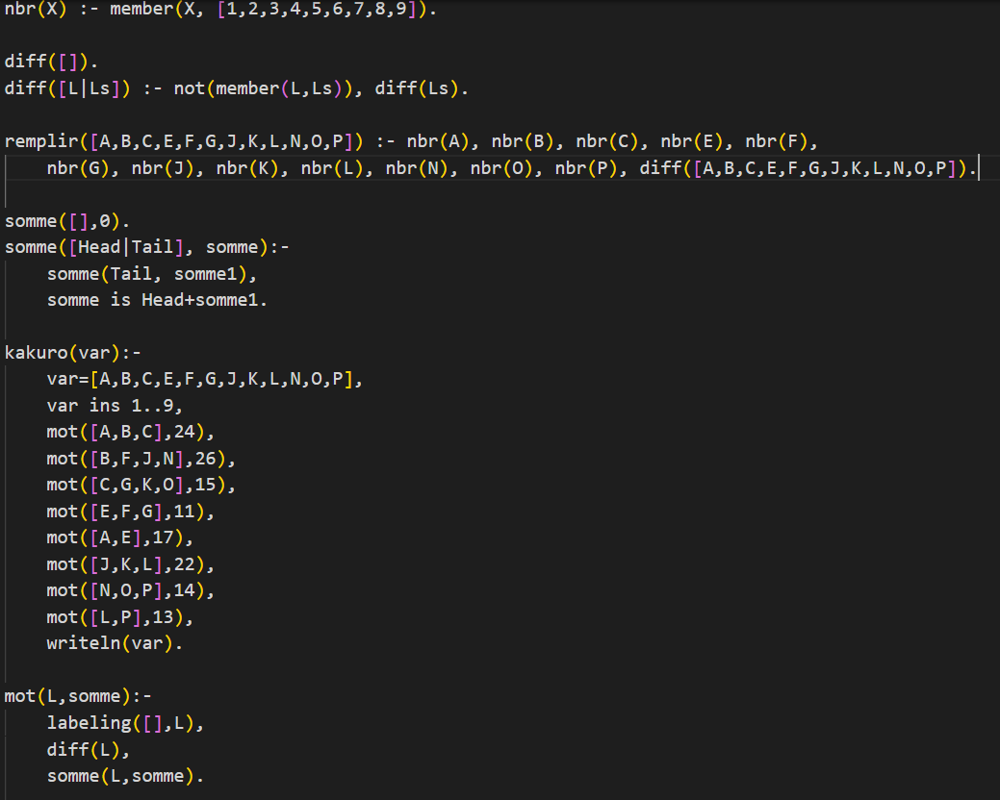 nbr(X) :- member(X, [1,2,3,4,5,6,7,8,9]).
diff([]).
diff([L|Ls]) :- not(member(L,Ls)), diff(Ls).
remplir([A,B,C,E,F,G,J,K,L,N,O,P]) :- nbr(A), nbr(B), nbr(C), nbr(E), nbr(F),
nbr(G), nbr(J), nbr(K), nbr(L), nbr(N), nbr(O), nbr(P), diff([A,B,C,E,F,G,J,K,L,N,O,P]).
somme([],0).
somme([Head|Tail], somme):-
somme(Tail, somme1),
somme is Head+somme1.
kakuro(var):-
var=[A,B,C,E,F,G,J,K,L,N,O,P],
var ins 1..9,
mot([A,B,C],24),
mot([B,F,J,N],26),
mot([C,G,K,O],15),
mot([E,F,G],11),
mot([A,E],17),
mot([J,K,L],22),
mot([N,O,P],14),
mot([L,P],13),
writeln(var).
mot(L,somme):-
labeling([],L),
diff(L),
somme(L,somme).